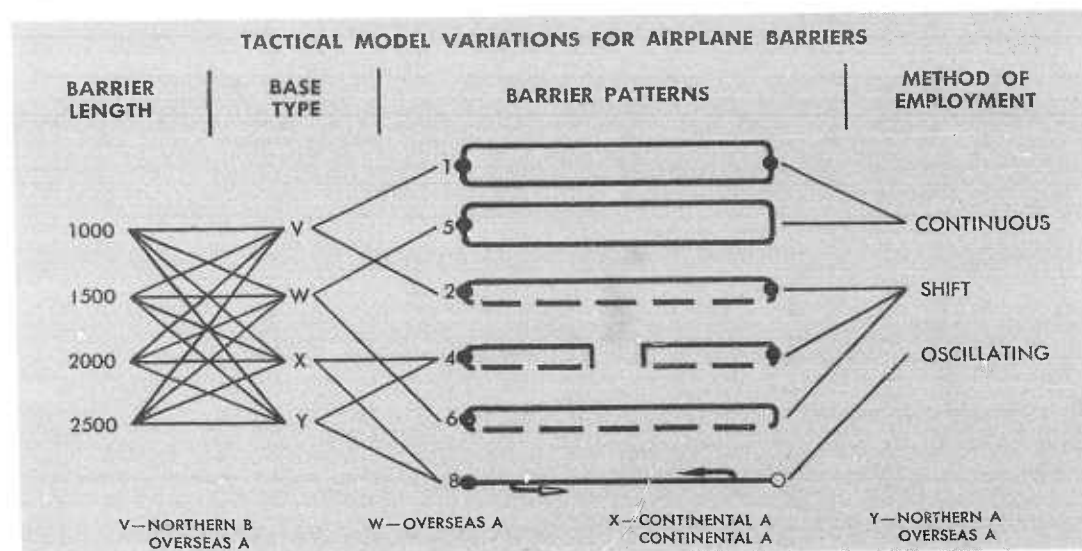 TACTICAL MODEL VARIATIONS FOR AIRPLANE BARRIERS
BARRIER LENGTH
BASE TYPE
BARRIER PATTERNS
METHOD OF EMPLOYMENT
1
1000
V
5
CONTINUOUS
1500
W
2
SHIFT
2000
X
4
OSCILLATING
2500
Y
6
8
V—NORTHERN B
OVERSEAS A
W—OVERSEAS A
X—CONTINENTAL A
CONTINENTAL A
Y—NORTHERN A
OVERSEAS A